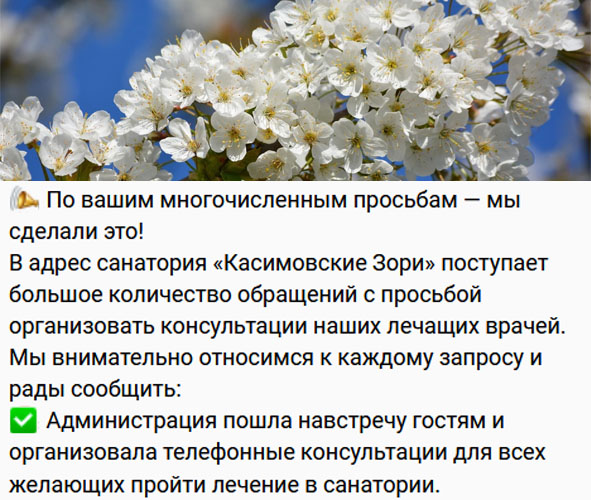 По вашим многочисленным просьбам — мы
сделали это!
В адрес санатория «Касимовские Зори» поступает
большое количество обращений с просьбой
организовать консультации наших лечащих врачей.
Мы внимательно относимся к каждому запросу и
рады сообщить:
✅ Администрация пошла навстречу гостям и
организовала телефонные консультации для всех
желающих пройти лечение в санатории.